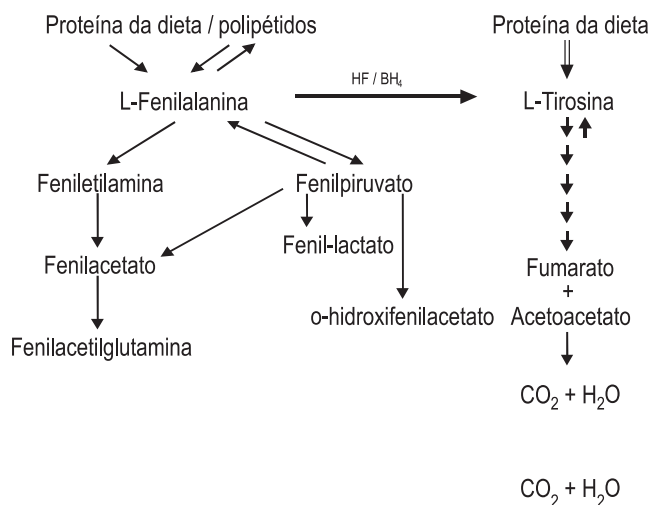 Proteína da dieta / polipétidos
Proteína da dieta
HF / BH₄
L-Fenilalanina
L-Tirosina
Feniletilamina
Fenilpiruvato
Fenil-lactato
Fenilacetato
Fumarato
+
o-hidroxifenilacetato
Acetoacetato
Fenilacetilglutamina
CO₂ + H₂O
CO₂ + H₂O